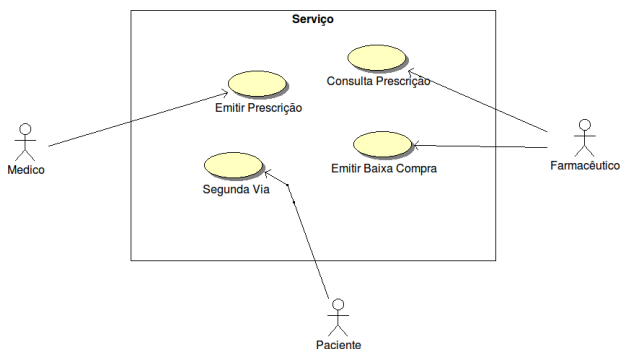 Serviço
Consulta Prescrição
Emitir Prescrição
Medico
Emitir Baixa Compra
Farmacêutico
Segunda Via
Paciente